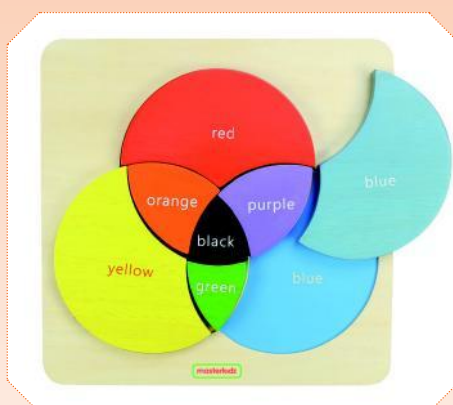 red
blue
orange
purple
black
yellow
green
blue
masterkidz